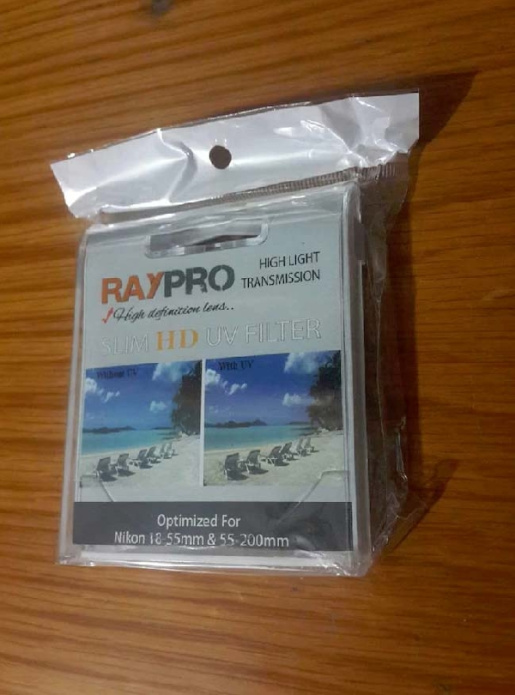 RAYPRO
HIGH LIGHT
TRANSMISSION
High definition lens..
SLIM HD UV FILTER
Without UV
With UV
Optimized For
Nikon 18-55mm & 55-200mm